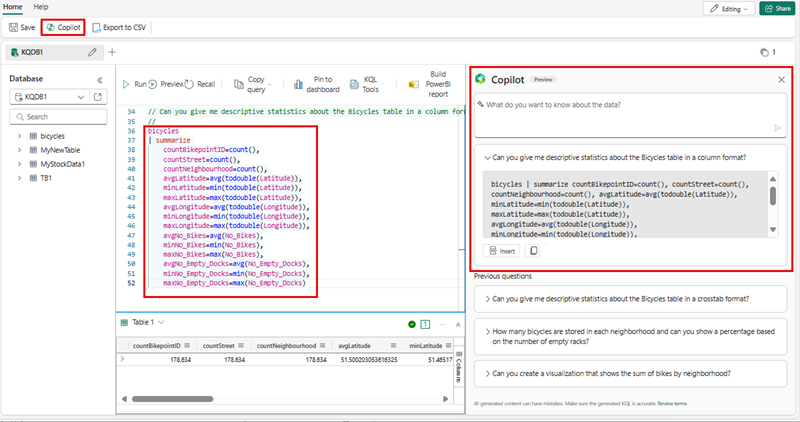 Home Help
Editing
Share
Save Copilot Export to CSV
KQDB1
1
Database
KQDB1
Search
bicycles
MyNewTable
MyStockData1
TB1
Run Preview Recall Copy query Pin to dashboard KQL Tools Build PowerBI report
34 // Can you give me descriptive statistics about the Bicycles table in a column for
35 //
36 bicycles
37 | summarize
38 countBikepointID=count(),
39 countStreet=count(),
40 countNeighbourhood=count(),
41 avgLatitude=avg(todouble(Latitude)),
42 minLatitude=min(todouble(Latitude)),
43 maxLatitude=max(todouble(Latitude)),
44 avgLongitude=avg(todouble(Longitude)),
45 minLongitude=min(todouble(Longitude)),
46 maxLongitude=max(todouble(Longitude)),
47 avgNo_Bikes=avg(No_Bikes),
48 minNo_Bikes=min(No_Bikes),
49 maxNo_Bikes=max(No_Bikes),
50 avgNo_Empty_Docks=avg(No_Empty_Docks),
51 minNo_Empty_Docks=min(No_Empty_Docks),
52 maxNo_Empty_Docks=max(No_Empty_Docks)
Table 1
1
countBikepointID countStreet countNeighbourhood avgLatitude minLatitude
178,634 178,634 178,634 51.500203053616325 51.46517
Columns
Copilot Preview
What do you want to know about the data?
Can you give me descriptive statistics about the Bicycles table in a column format?
bicycles | summarize countBikepointID=count(), countStreet=count(),
countNeighbourhood=count(), avgLatitude=avg(todouble(Latitude)),
minLatitude=min(todouble(Latitude)),
maxLatitude=max(todouble(Latitude)),
avgLongitude=avg(todouble(Longitude)),
minLongitude=min(todouble(Longitude)),
Insert
Previous questions
Can you give me descriptive statistics about the Bicycles table in a crosstab format?
How many bicycles are stored in each neighborhood and can you show a percentage based
on the number of empty racks?
Can you create a visualization that shows the sum of bikes by neighborhood?
AI-generated content can have mistakes. Make sure the generated KQL is accurate. Review terms